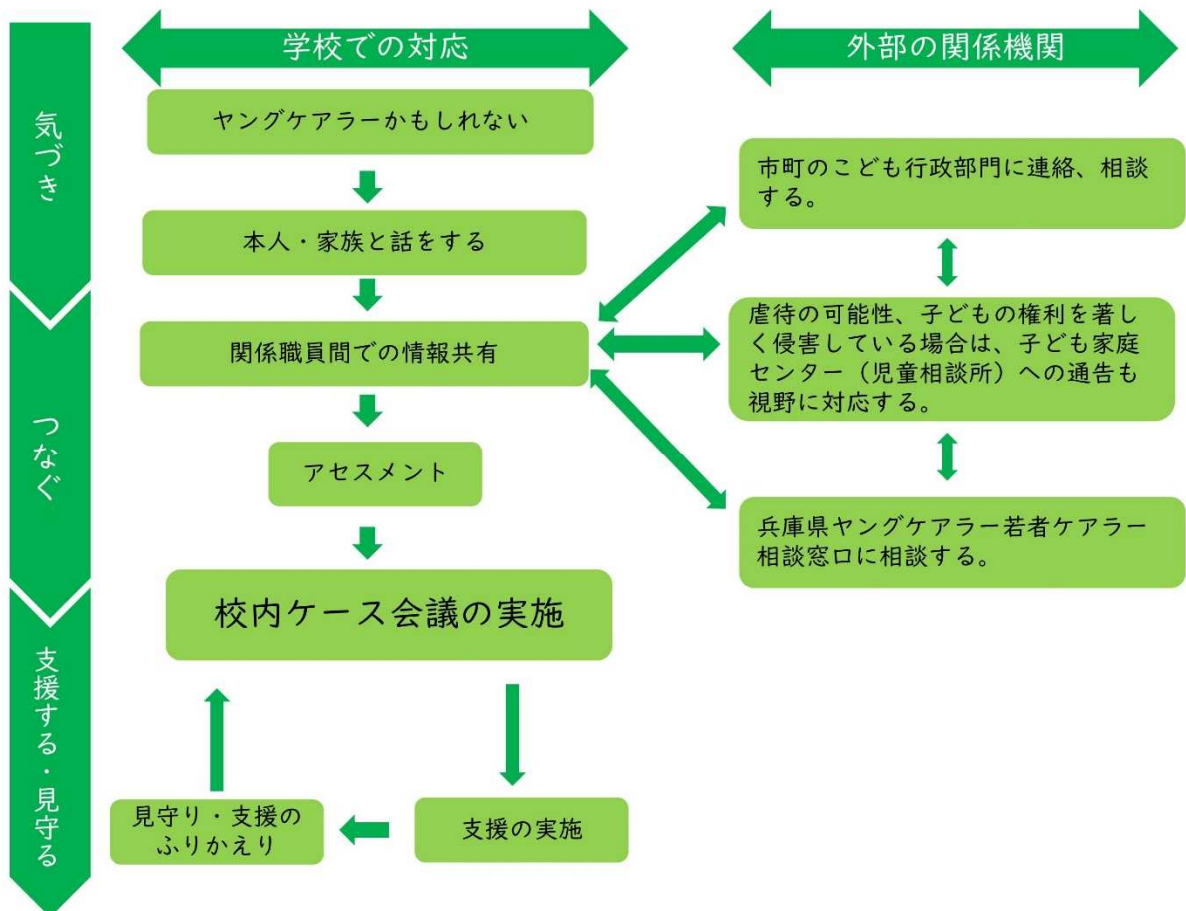 学校での対応
外部の関係機関
気づき
つなぐ
支援する・見守る
ヤングケアラーかもしれない
本人・家族と話をする
関係職員間での情報共有
アセスメント
校内ケース会議の実施
支援の実施
見守り・支援の
ふりかえり
市町のこども行政部門に連絡、相談
する。
虐待の可能性、子どもの権利を著し
く侵害している場合は、子ども家庭
センター（児童相談所）への通告も
視野に対応する。
兵庫県ヤングケアラー若者ケアラー
相談窓口に相談する。